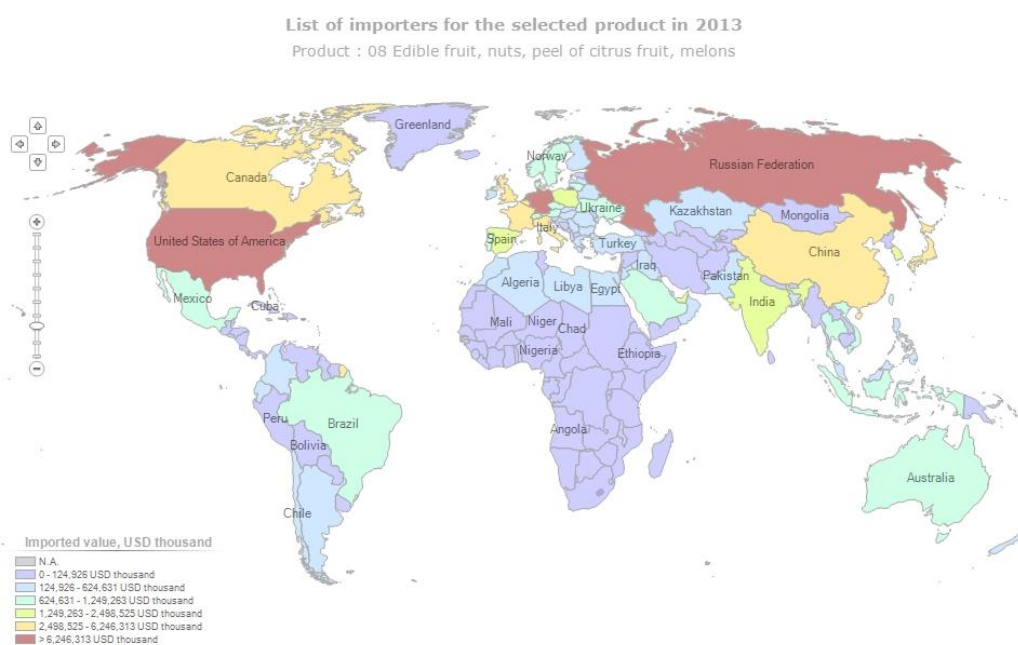 List of importers for the selected product in 2013
Product : 08 Edible fruit, nuts, peel of citrus fruit, melons
Greenland
Norway
Russian Federation
Canada
Ukraine
Kazakhstan
Mongolia
United States of America
Spain
Italy
Turkey
China
Iraq
Pakistan
Algeria
Libya
Egypt
India
Mexico
Cuba
Mali
Niger
Chad
Nigeria
Ethiopia
Peru
Brazil
Angola
Bolivia
Australia
Chile
Imported value, USD thousand
N.A.
0 - 124,926 USD thousand
124,926 - 624,631 USD thousand
624,631 - 1,249,263 USD thousand
1,249,263 - 2,498,525 USD thousand
2,498,525 - 6,246,313 USD thousand
> 6,246,313 USD thousand